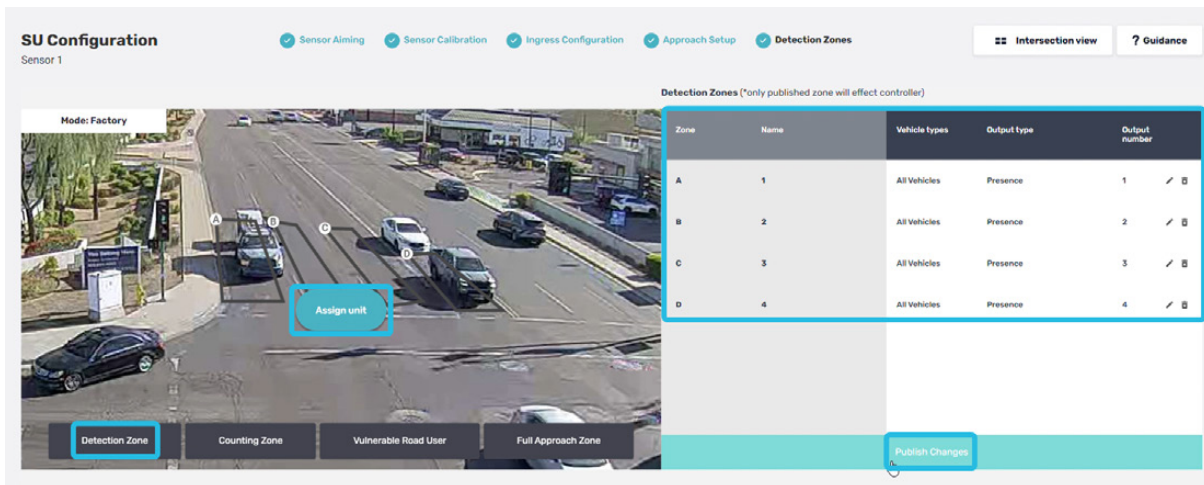 SU Configuration
Sensor 1
Sensor Aiming
Sensor Calibration
Ingress Configuration
Approach Setup
Detection Zones
Intersection view
? Guidance
Detection Zones (*only published zone will effect controller)
Mode: Factory
Zone Name Vehicle types Output type Output number
A 1 All Vehicles Presence 1
B 2 All Vehicles Presence 2
C 3 All Vehicles Presence 3
D 4 All Vehicles Presence 4
A
B
C
D
Assign unit
Detection Zone
Counting Zone
Vulnerable Road User
Full Approach Zone
Publish Changes